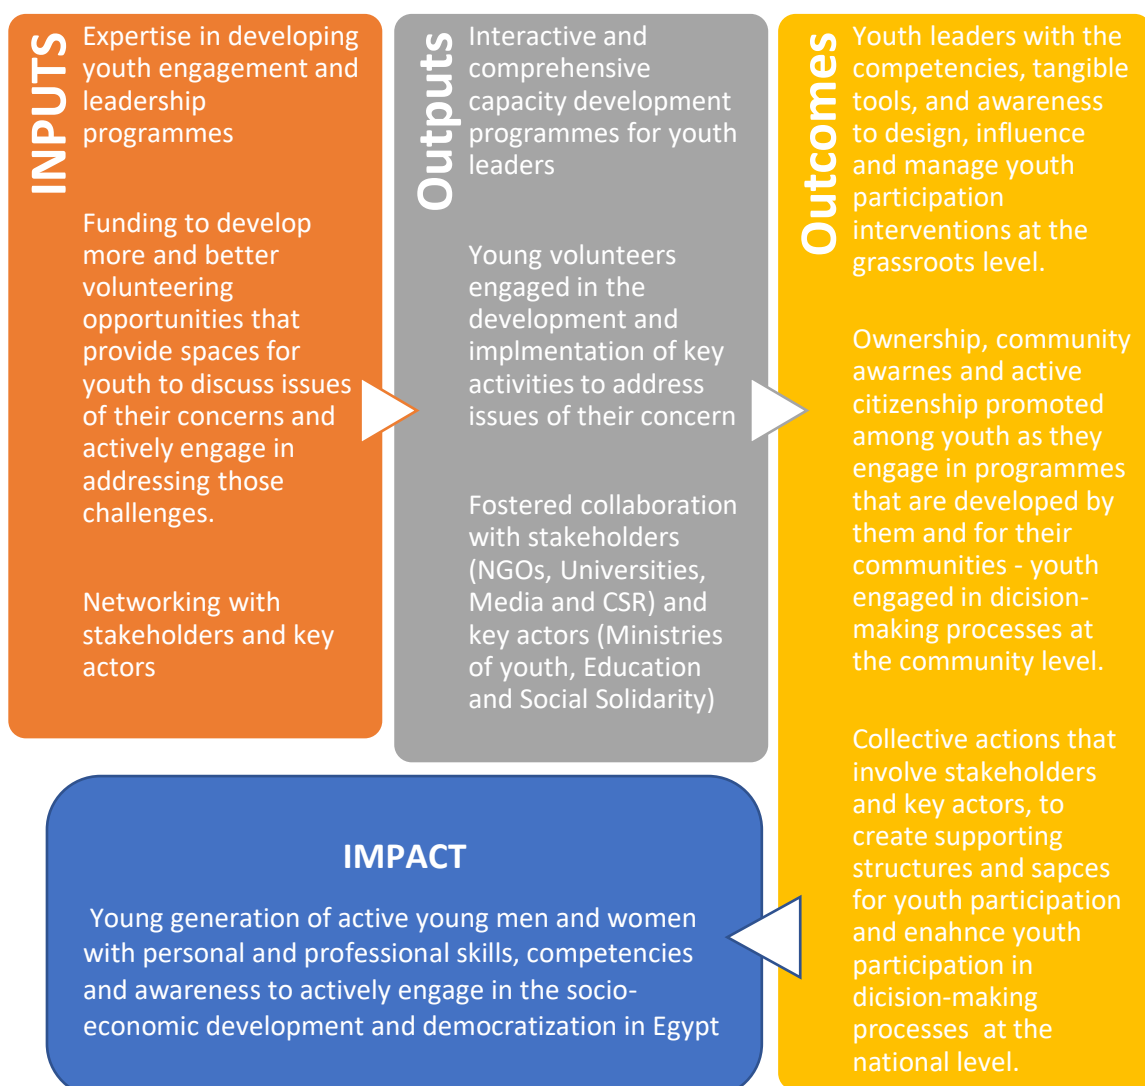 INPUTS
Expertise in developing
youth engagement and
leadership
programmes
Funding to develop
more and better
volunteering
opportunities that
provide spaces for
youth to discuss issues
of their concerns and
actively engage in
addressing those
challenges.
Networking with
stakeholders and key
actors
Outputs
Interactive and
comprehensive
capacity development
programmes for youth
leaders
Young volunteers
engaged in the
development and
implmentation of key
activities to address
issues of their concern
Fostered collaboration
with stakeholders
(NGOs, Universities,
Media and CSR) and
key actors (Ministries
of youth, Education
and Social Solidarity)
Outcomes
Youth leaders with the
competencies, tangible
tools, and awareness
to design, influence
and manage youth
participation
interventions at the
grassroots level.
Ownership, community
awarnes and active
citizenship promoted
among youth as they
engage in programmes
that are developed by
them and for their
communities - youth
engaged in dicision-
making processes at
the community level.
Collective actions that
involve stakeholders
and key actors, to
create supporting
structures and sapces
for youth participation
and enahnce youth
participation in
dicision-making
processes at the
national level.
IMPACT
Young generation of active young men and women
with personal and professional skills, competencies
and awareness to actively engage in the socio-
economic development and democratization in Egypt